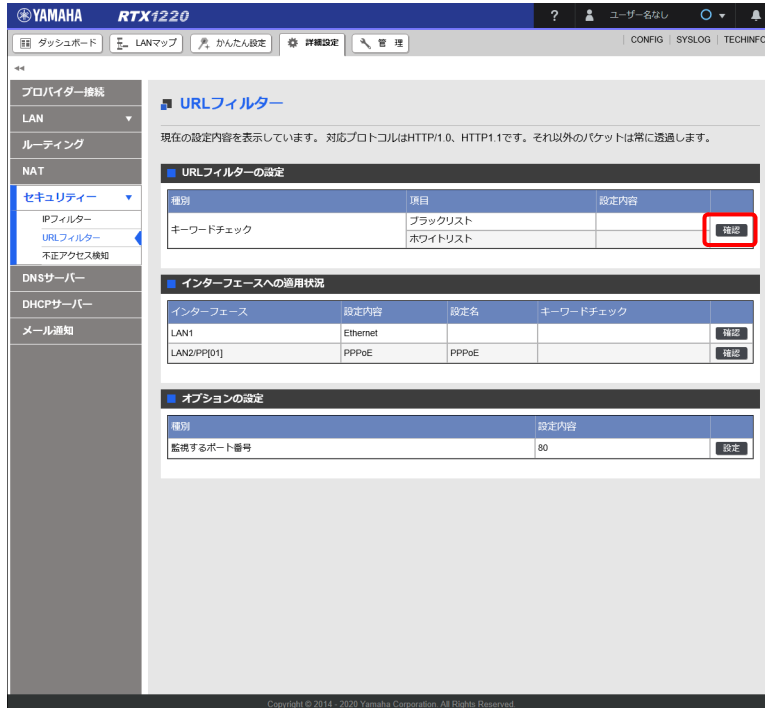 YAMAHA RTX1220 ? ユーザー名なし
ダッシュボード LANマップ かんたん設定 詳細設定 管 理 CONFIG SYSLOG TECHINFO
プロバイダー接続
LAN
ルーティング
NAT
セキュリティー
IPフィルター
URLフィルター
不正アクセス検知
DNSサーバー
DHCPサーバー
メール通知
URLフィルター
現在の設定内容を表示しています。 対応プロトコルはHTTP/1.0、HTTP1.1です。それ以外のパケットは常に透過します。
URLフィルターの設定
種別 項目 設定内容
キーワードチェック ブラックリスト 確認
ホワイトリスト
インターフェースへの適用状況
インターフェース 設定内容 設定名 キーワードチェック
LAN1 Ethernet 確認
LAN2/PP[01] PPPoE PPPoE 確認
オプションの設定
種別 設定内容
監視するポート番号 80 設定
Copyright © 2014 - 2020 Yamaha Corporation. All Rights Reserved